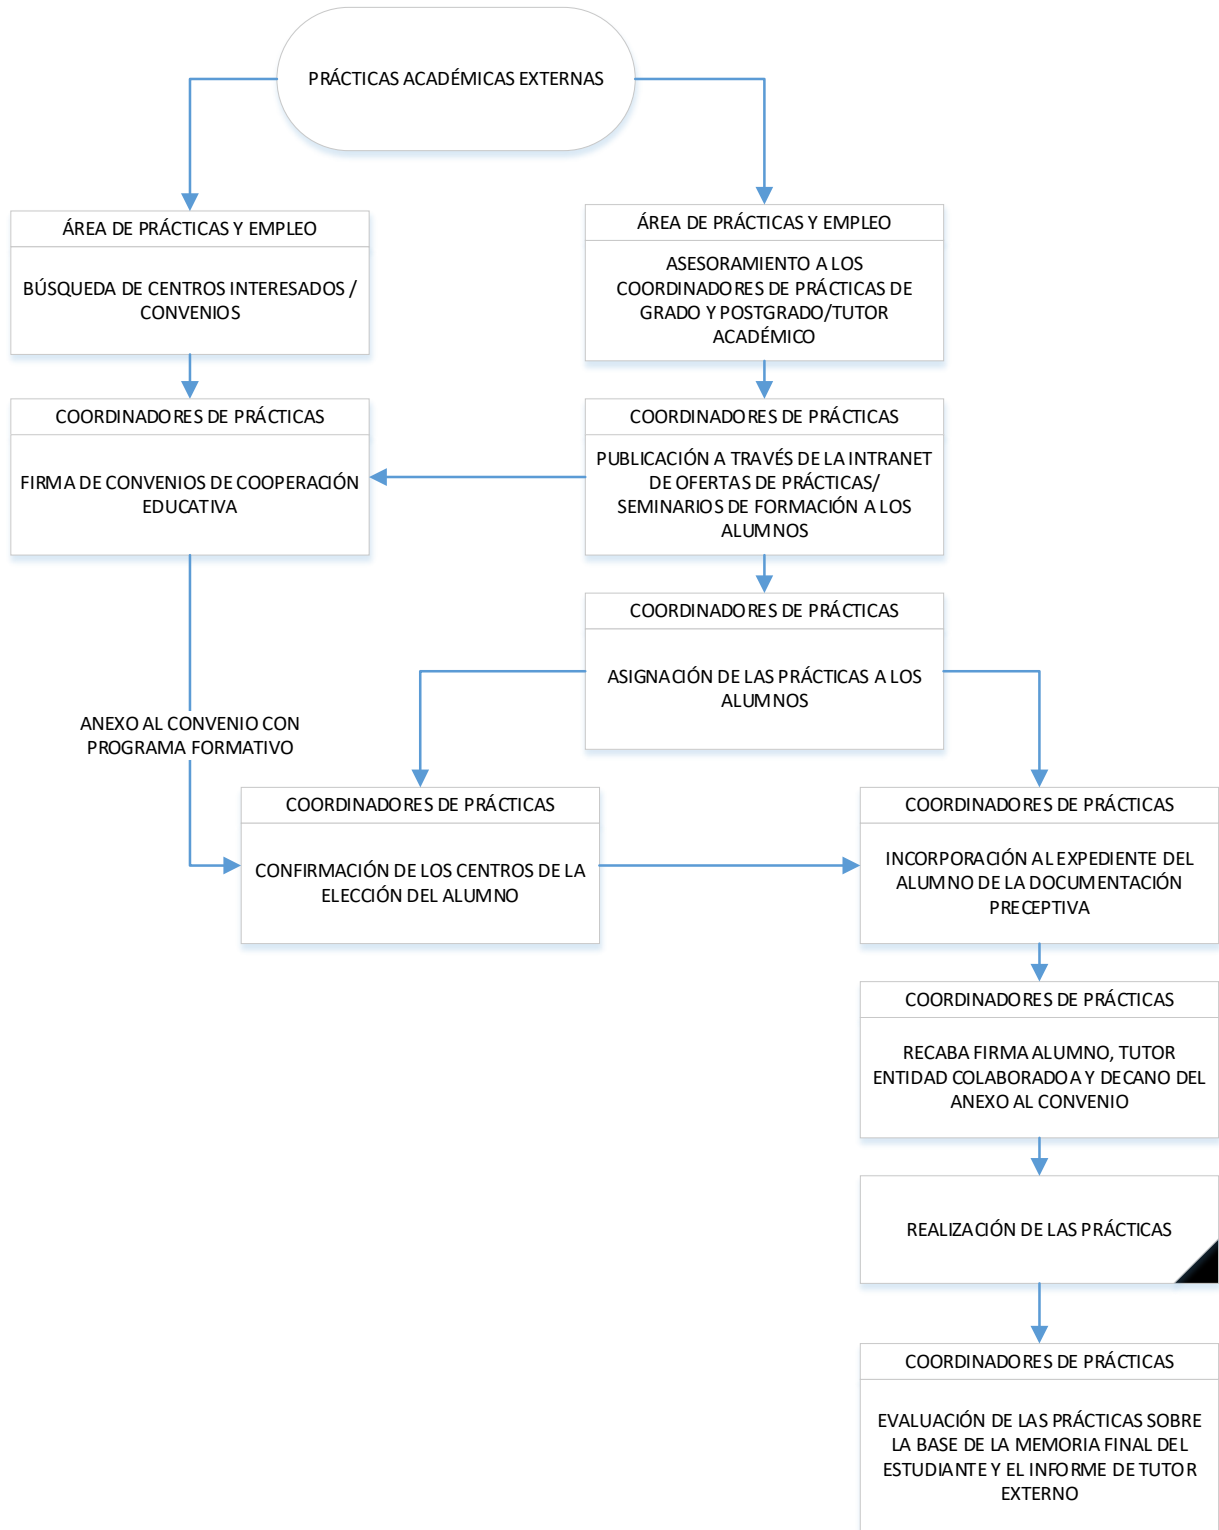 PRÁCTICAS ACADÉMICAS EXTERNAS
ÁREA DE PRÁCTICAS Y EMPLEO
BÚSQUEDA DE CENTROS INTERESADOS /
CONVENIOS
ÁREA DE PRÁCTICAS Y EMPLEO
ASESORAMIENTO A LOS
COORDINADORES DE PRÁCTICAS DE
GRADO Y POSTGRADO/TUTOR
ACADÉMICO
COORDINADORES DE PRÁCTICAS
FIRMA DE CONVENIOS DE COOPERACIÓN
EDUCATIVA
COORDINADORES DE PRÁCTICAS
PUBLICACIÓN A TRAVÉS DE LA INTRANET
DE OFERTAS DE PRÁCTICAS/
SEMINARIOS DE FORMACIÓN A LOS
ALUMNOS
COORDINADORES DE PRÁCTICAS
ASIGNACIÓN DE LAS PRÁCTICAS A LOS
ALUMNOS
ANEXO AL CONVENIO CON
PROGRAMA FORMATIVO
COORDINADORES DE PRÁCTICAS
CONFIRMACIÓN DE LOS CENTROS DE LA
ELECCIÓN DEL ALUMNO
COORDINADORES DE PRÁCTICAS
INCORPORACIÓN AL EXPEDIENTE DEL
ALUMNO DE LA DOCUMENTACIÓN
PRECEPTIVA
COORDINADORES DE PRÁCTICAS
RECABA FIRMA ALUMNO, TUTOR
ENTIDAD COLABORADOA Y DECANO DEL
ANEXO AL CONVENIO
REALIZACIÓN DE LAS PRÁCTICAS
COORDINADORES DE PRÁCTICAS
EVALUACIÓN DE LAS PRÁCTICAS SOBRE
LA BASE DE LA MEMORIA FINAL DEL
ESTUDIANTE Y EL INFORME DE TUTOR
EXTERNO